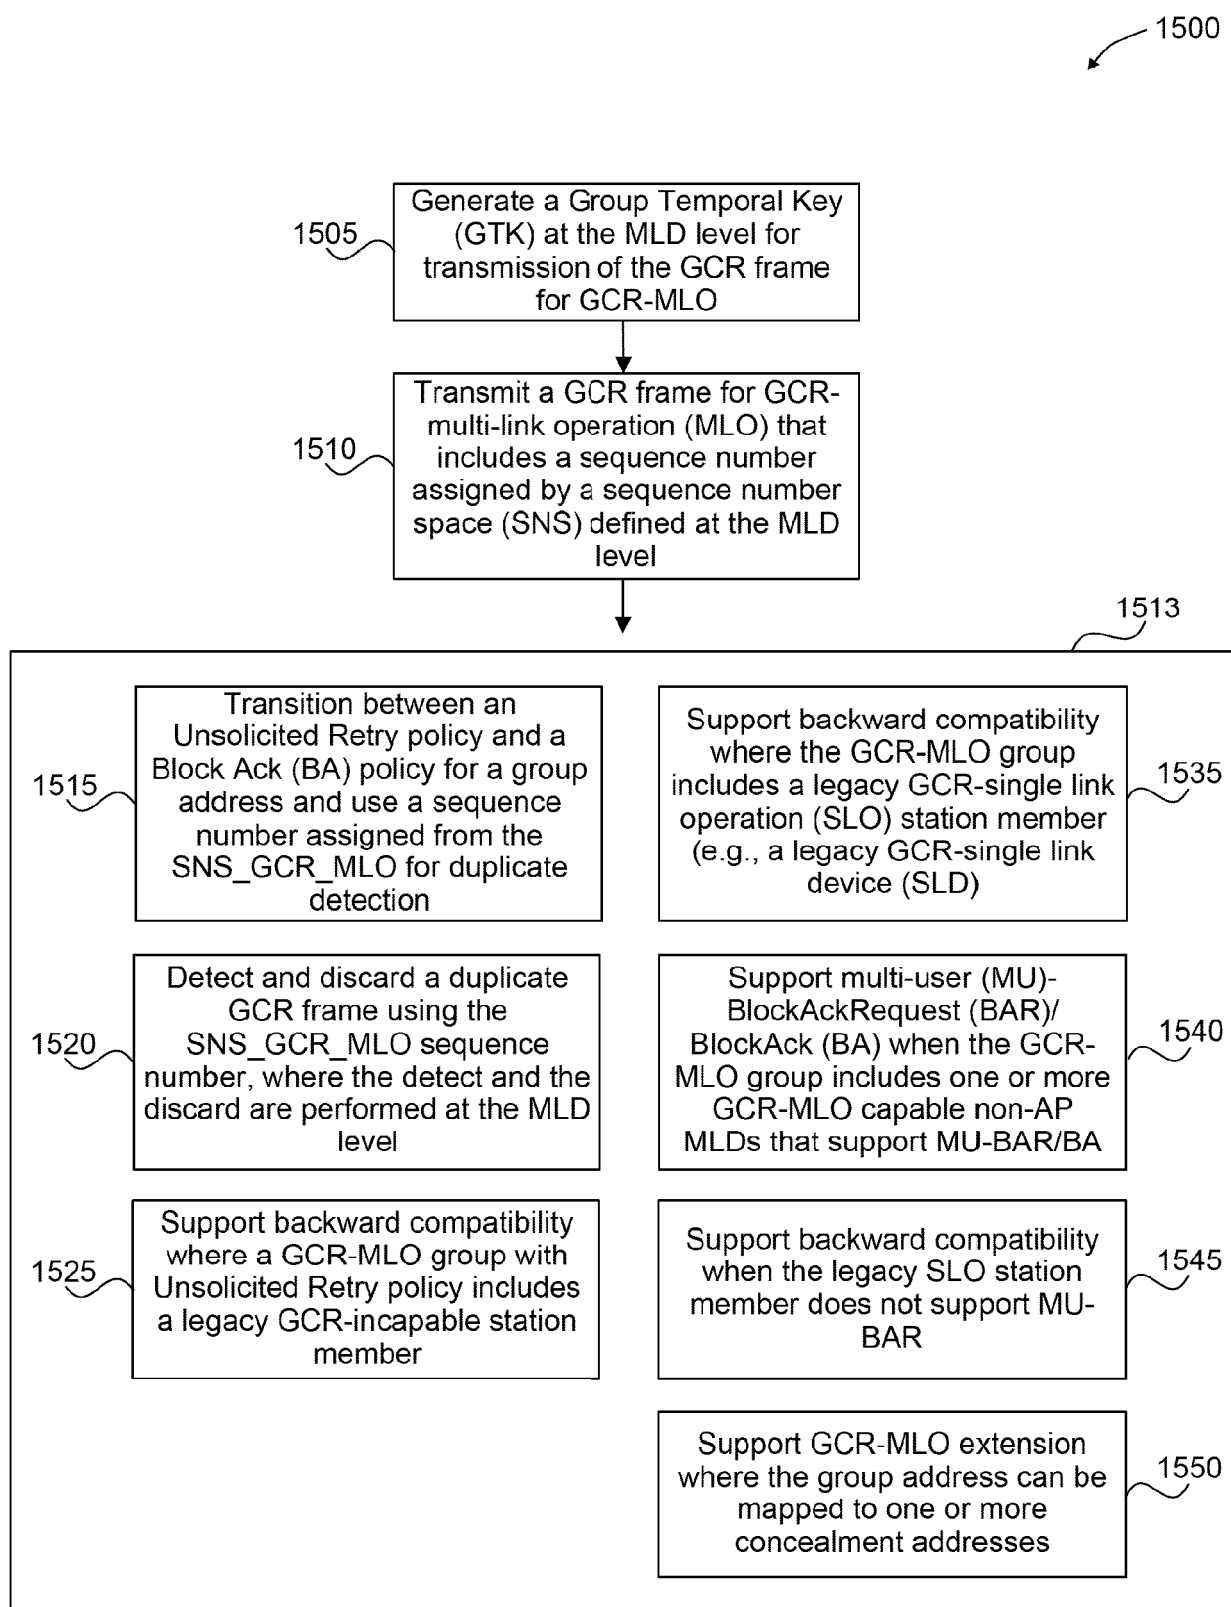 1500
1505
Generate a Group Temporal Key
(GTK) at the MLD level for
transmission of the GCR frame
for GCR-MLO
1510
Transmit a GCR frame for GCR-
multi-link operation (MLO) that
includes a sequence number
assigned by a sequence number
space (SNS) defined at the MLD
level
1513
1515
Transition between an
Unsolicited Retry policy and a
Block Ack (BA) policy for a group
address and use a sequence
number assigned from the
SNS_GCR_MLO for duplicate
detection
1520
Detect and discard a duplicate
GCR frame using the
SNS_GCR_MLO sequence
number, where the detect and the
discard are performed at the MLD
level
1525
Support backward compatibility
where a GCR-MLO group with
Unsolicited Retry policy includes
a legacy GCR-incapable station
member
Support backward compatibility
where the GCR-MLO group
includes a legacy GCR-single link
operation (SLO) station member
(e.g., a legacy GCR-single link
device (SLD)
1535
Support multi-user (MU)-
BlockAckRequest (BAR)/
BlockAck (BA) when the GCR-
MLO group includes one or more
GCR-MLO capable non-AP
MLDs that support MU-BAR/BA
1540
Support backward compatibility
when the legacy SLO station
member does not support MU-
BAR
1545
Support GCR-MLO extension
where the group address can be
mapped to one or more
concealment addresses
1550